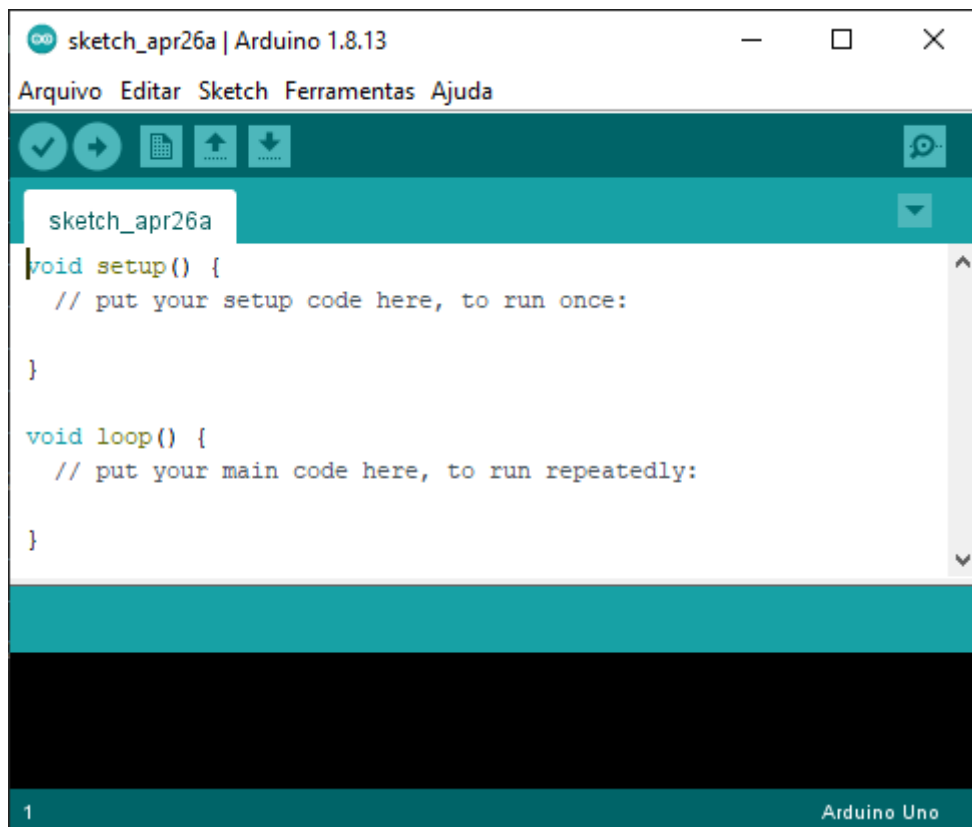 sketch_apr26a | Arduino 1.8.13
Arquivo Editar Sketch Ferramentas Ajuda
sketch_apr26a
void setup() {
  // put your setup code here, to run once:
}
void loop() {
  // put your main code here, to run repeatedly:
}
1 Arduino Uno